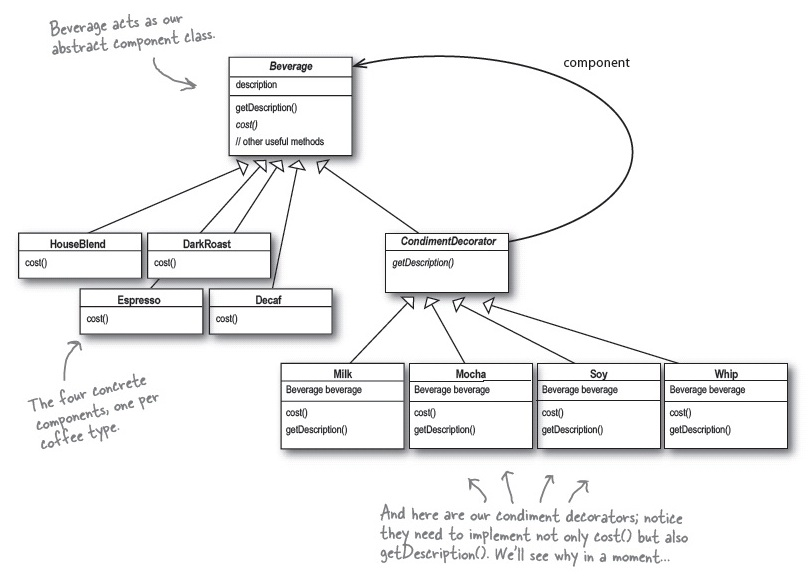 Beverage acts as our
abstract component class.
component
Beverage
description
getDescription()
cost()
// other useful methods
HouseBlend
cost()
DarkRoast
cost()
CondimentDecorator
getDescription()
Espresso
cost()
Decaf
cost()
The four concrete
components, one per
coffee type.
Milk
Beverage beverage
cost()
getDescription()
Mocha
Beverage beverage
cost()
getDescription()
Soy
Beverage beverage
cost()
getDescription()
Whip
Beverage beverage
cost()
getDescription()
And here are our condiment decorators; notice
they need to implement not only cost() but also
getDescription(). We'll see why in a moment...